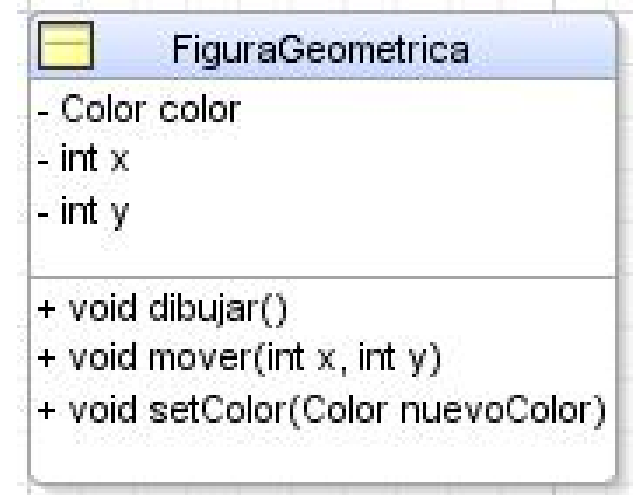 FiguraGeometrica
- Color color
- int x
- int y
+ void dibujar()
+ void mover(int x, int y)
+ void setColor(Color nuevoColor)